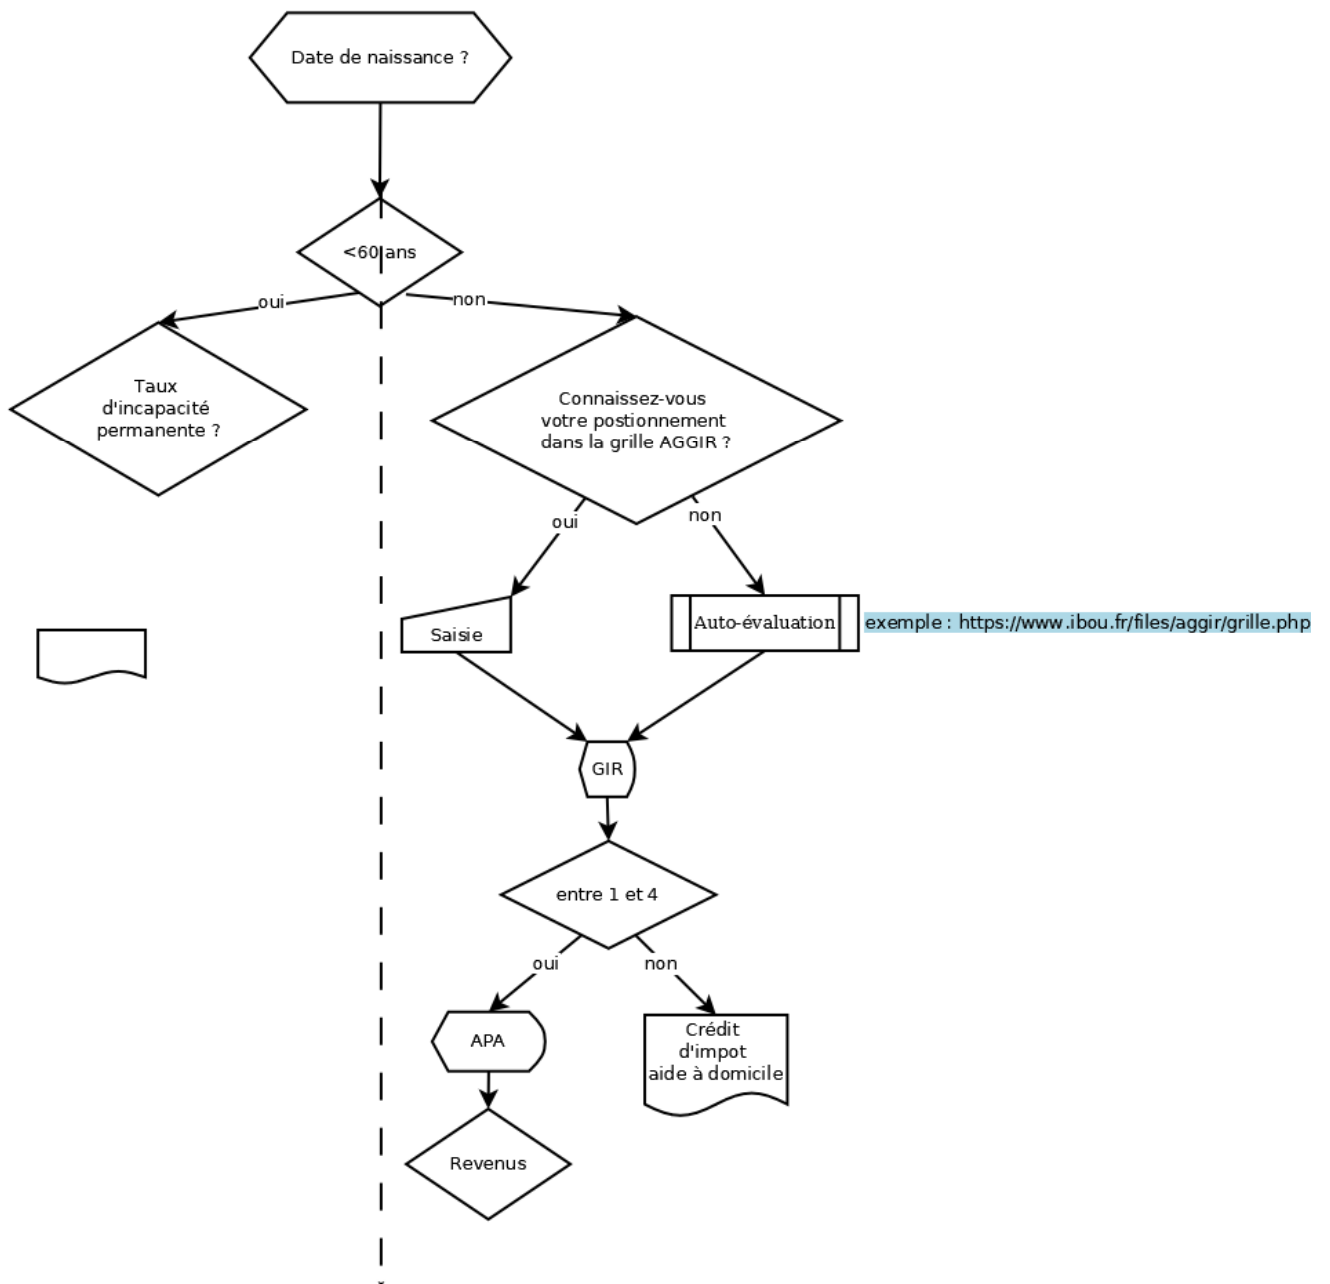 Date de naissance ?
<60 ans
oui
non
Taux
d'incapacité
permanente ?
Connaissez-vous
votre postionnement
dans la grille AGGIR ?
oui
non
Saisie
Auto-évaluation
exemple : https://www.ibou.fr/files/aggir/grille.php
GIR
entre 1 et 4
oui
non
APA
Crédit
d'impot
aide à domicile
Revenus